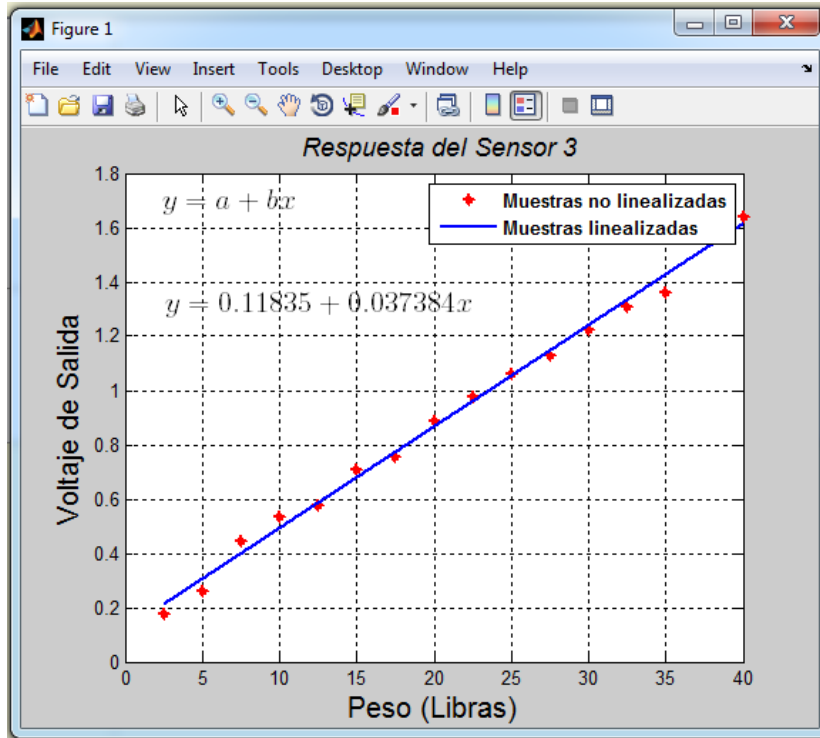 Figure 1
File Edit View Insert Tools Desktop Window Help
Respuesta del Sensor 3
y = a + bx
y = 0.11835 + 0.037384x
Muestras no linealizadas
Muestras linealizadas
Voltaje de Salida
1.8
1.6
1.4
1.2
1
0.8
0.6
0.4
0.2
0
0 5 10 15 20 25 30 35 40
Peso (Libras)